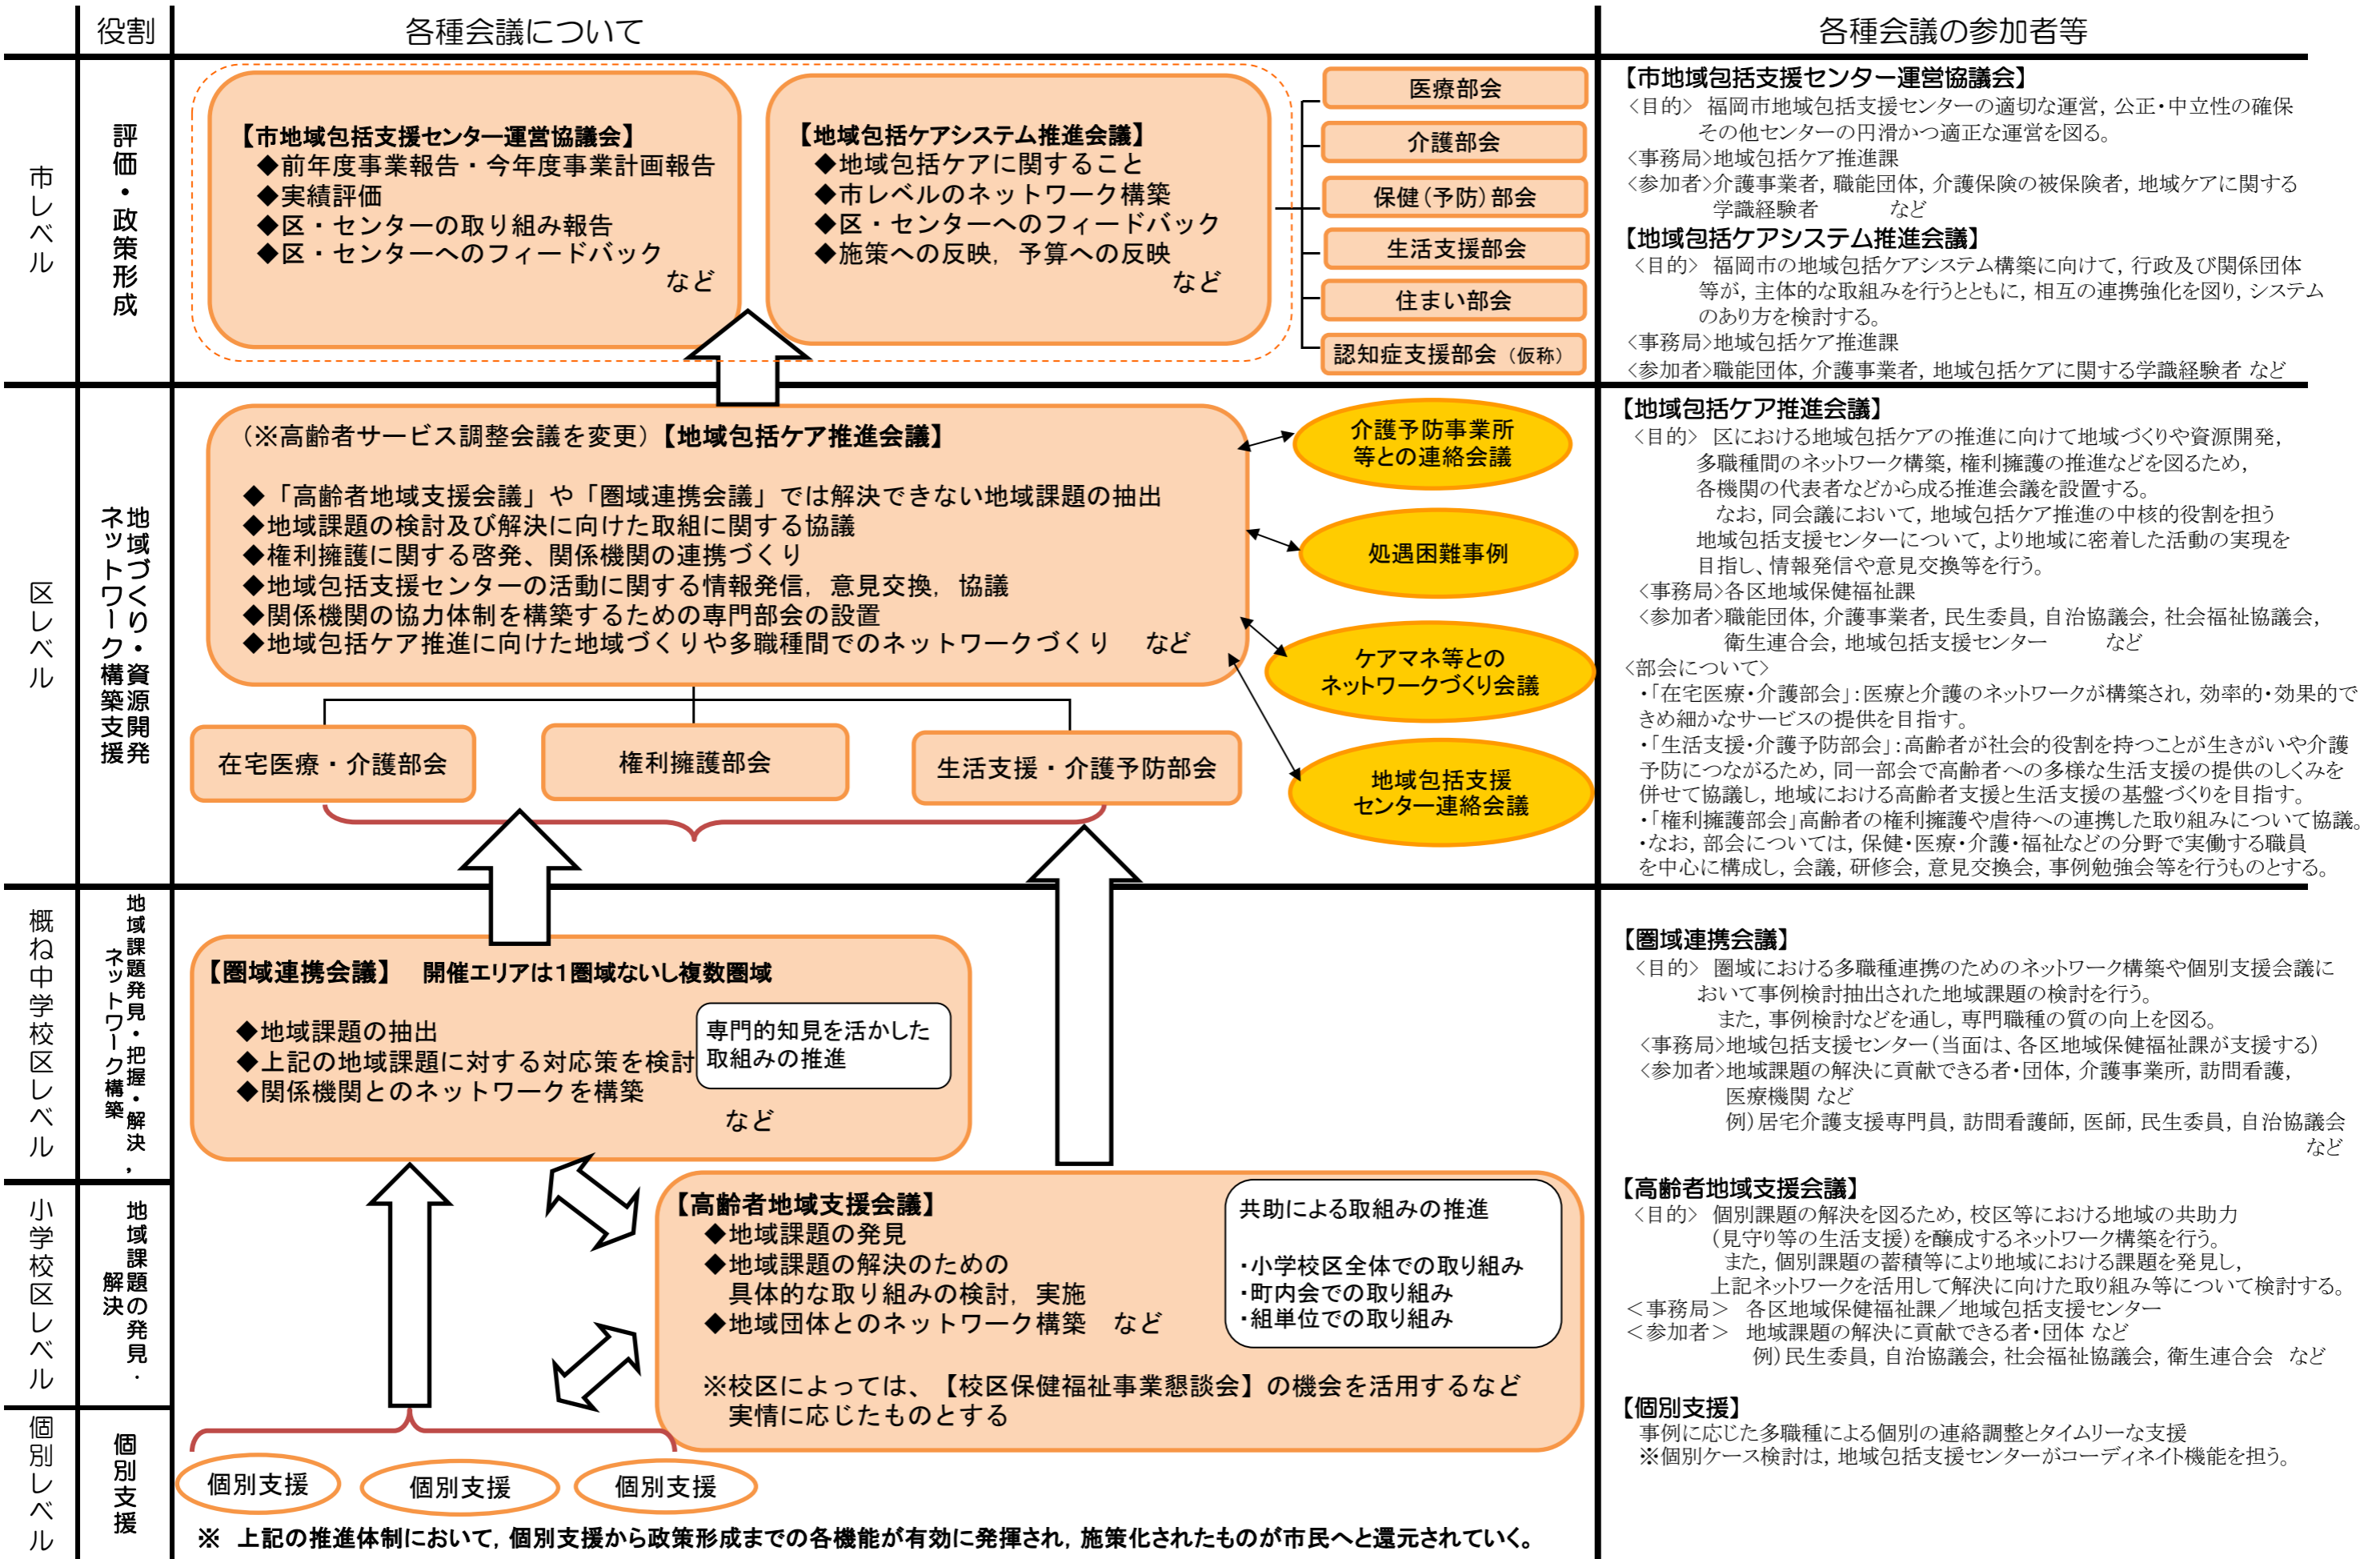 役割
各種会議について
各種会議の参加者等
市レベル
評価・政策形成
【市地域包括支援センター運営協議会】
◆前年度事業報告・今年度事業計画報告
◆実績評価
◆区・センターの取り組み報告
◆区・センターへのフィードバック
など
【地域包括ケアシステム推進会議】
◆地域包括ケアに関すること
◆市レベルのネットワーク構築
◆区・センターへのフィードバック
◆施策への反映，予算への反映
など
医療部会
介護部会
保健（予防）部会
生活支援部会
住まい部会
認知症支援部会（仮称）
【市地域包括支援センター運営協議会】
＜目的＞ 福岡市地域包括支援センターの適切な運営，公正・中立性の確保
その他センターの円滑かつ適正な運営を図る。
＜事務局＞地域包括ケア推進課
＜参加者＞介護事業者，職能団体，介護保険の被保険者，地域ケアに関する
学識経験者 など
【地域包括ケアシステム推進会議】
＜目的＞ 福岡市の地域包括ケアシステム構築に向けて，行政及び関係団体
等が，主体的な取組みを行うとともに，相互の連携強化を図り，システム
のあり方を検討する。
＜事務局＞地域包括ケア推進課
＜参加者＞職能団体，介護事業者，地域包括ケアに関する学識経験者 など
区レベル
地域づくり・資源開発
ネットワーク構築支援
（※高齢者サービス調整会議を変更）【地域包括ケア推進会議】
◆「高齢者地域支援会議」や「圏域連携会議」では解決できない地域課題の抽出
◆地域課題の検討及び解決に向けた取組に関する協議
◆権利擁護に関する啓発、関係機関の連携づくり
◆地域包括支援センターの活動に関する情報発信，意見交換，協議
◆関係機関の協力体制を構築するための専門部会の設置
◆地域包括ケア推進に向けた地域づくりや多職種間でのネットワークづくり など
介護予防事業所
等との連絡会議
処遇困難事例
ケアマネ等との
ネットワークづくり会議
地域包括支援
センター連絡会議
在宅医療・介護部会
権利擁護部会
生活支援・介護予防部会
【地域包括ケア推進会議】
＜目的＞ 区における地域包括ケアの推進に向けて地域づくりや資源開発，
多職種間のネットワーク構築，権利擁護の推進などを図るため，
各機関の代表者などから成る推進会議を設置する。
なお，同会議において，地域包括ケア推進の中核的役割を担う
地域包括支援センターについて，より地域に密着した活動の実現を
目指し、情報発信や意見交換等を行う。
＜事務局＞各区地域保健福祉課
＜参加者＞職能団体，介護事業者，民生委員，自治協議会，社会福祉協議会，
衛生連合会，地域包括支援センター など
＜部会について＞
・「在宅医療・介護部会」：医療と介護のネットワークが構築され，効率的・効果的で
きめ細かなサービスの提供を目指す。
・「生活支援・介護予防部会」：高齢者が社会的役割を持つことが生きがいや介護
予防につながるため，同一部会で高齢者への多様な生活支援の提供のしくみを
併せて協議し，地域における高齢者支援と生活支援の基盤づくりを目指す。
・「権利擁護部会」高齢者の権利擁護や虐待への連携した取り組みについて協議。
・なお，部会については，保健・医療・介護・福祉などの分野で実働する職員
を中心に構成し，会議，研修会，意見交換会，事例勉強会等を行うものとする。
概ね中学校区レベル
地域課題発見・把握・解決，
ネットワーク構築
【圏域連携会議】 開催エリアは１圏域ないし複数圏域
◆地域課題の抽出
◆上記の地域課題に対する対応策を検討
◆関係機関とのネットワークを構築
など
専門的知見を活かした
取組みの推進
【圏域連携会議】
＜目的＞ 圏域における多職種連携のためのネットワーク構築や個別支援会議に
おいて事例検討抽出された地域課題の検討を行う。
また，事例検討などを通し，専門職種の質の向上を図る。
＜事務局＞地域包括支援センター（当面は、各区地域保健福祉課が支援する）
＜参加者＞地域課題の解決に貢献できる者・団体，介護事業所，訪問看護，
医療機関 など
例）居宅介護支援専門員，訪問看護師，医師，民生委員，自治協議会
など
小学校区レベル
地域課題の発見・
解決
【高齢者地域支援会議】
◆地域課題の発見
◆地域課題の解決のための
具体的な取り組みの検討，実施
◆地域団体とのネットワーク構築 など
※校区によっては、【校区保健福祉事業懇談会】の機会を活用するなど
実情に応じたものとする
共助による取組みの推進
・小学校区全体での取り組み
・町内会での取り組み
・組単位での取り組み
【高齢者地域支援会議】
＜目的＞ 個別課題の解決を図るため，校区等における地域の共助力
（見守り等の生活支援）を醸成するネットワーク構築を行う。
また，個別課題の蓄積等により地域における課題を発見し，
上記ネットワークを活用して解決に向けた取り組み等について検討する。
＜事務局＞ 各区地域保健福祉課／地域包括支援センター
＜参加者＞ 地域課題の解決に貢献できる者・団体 など
例）民生委員，自治協議会，社会福祉協議会，衛生連合会 など
個別レベル
個別支援
個別支援
個別支援
個別支援
【個別支援】
事例に応じた多職種による個別の連絡調整とタイムリーな支援
※個別ケース検討は，地域包括支援センターがコーディネイト機能を担う。
※ 上記の推進体制において，個別支援から政策形成までの各機能が有効に発揮され，施策化されたものが市民へと還元されていく。